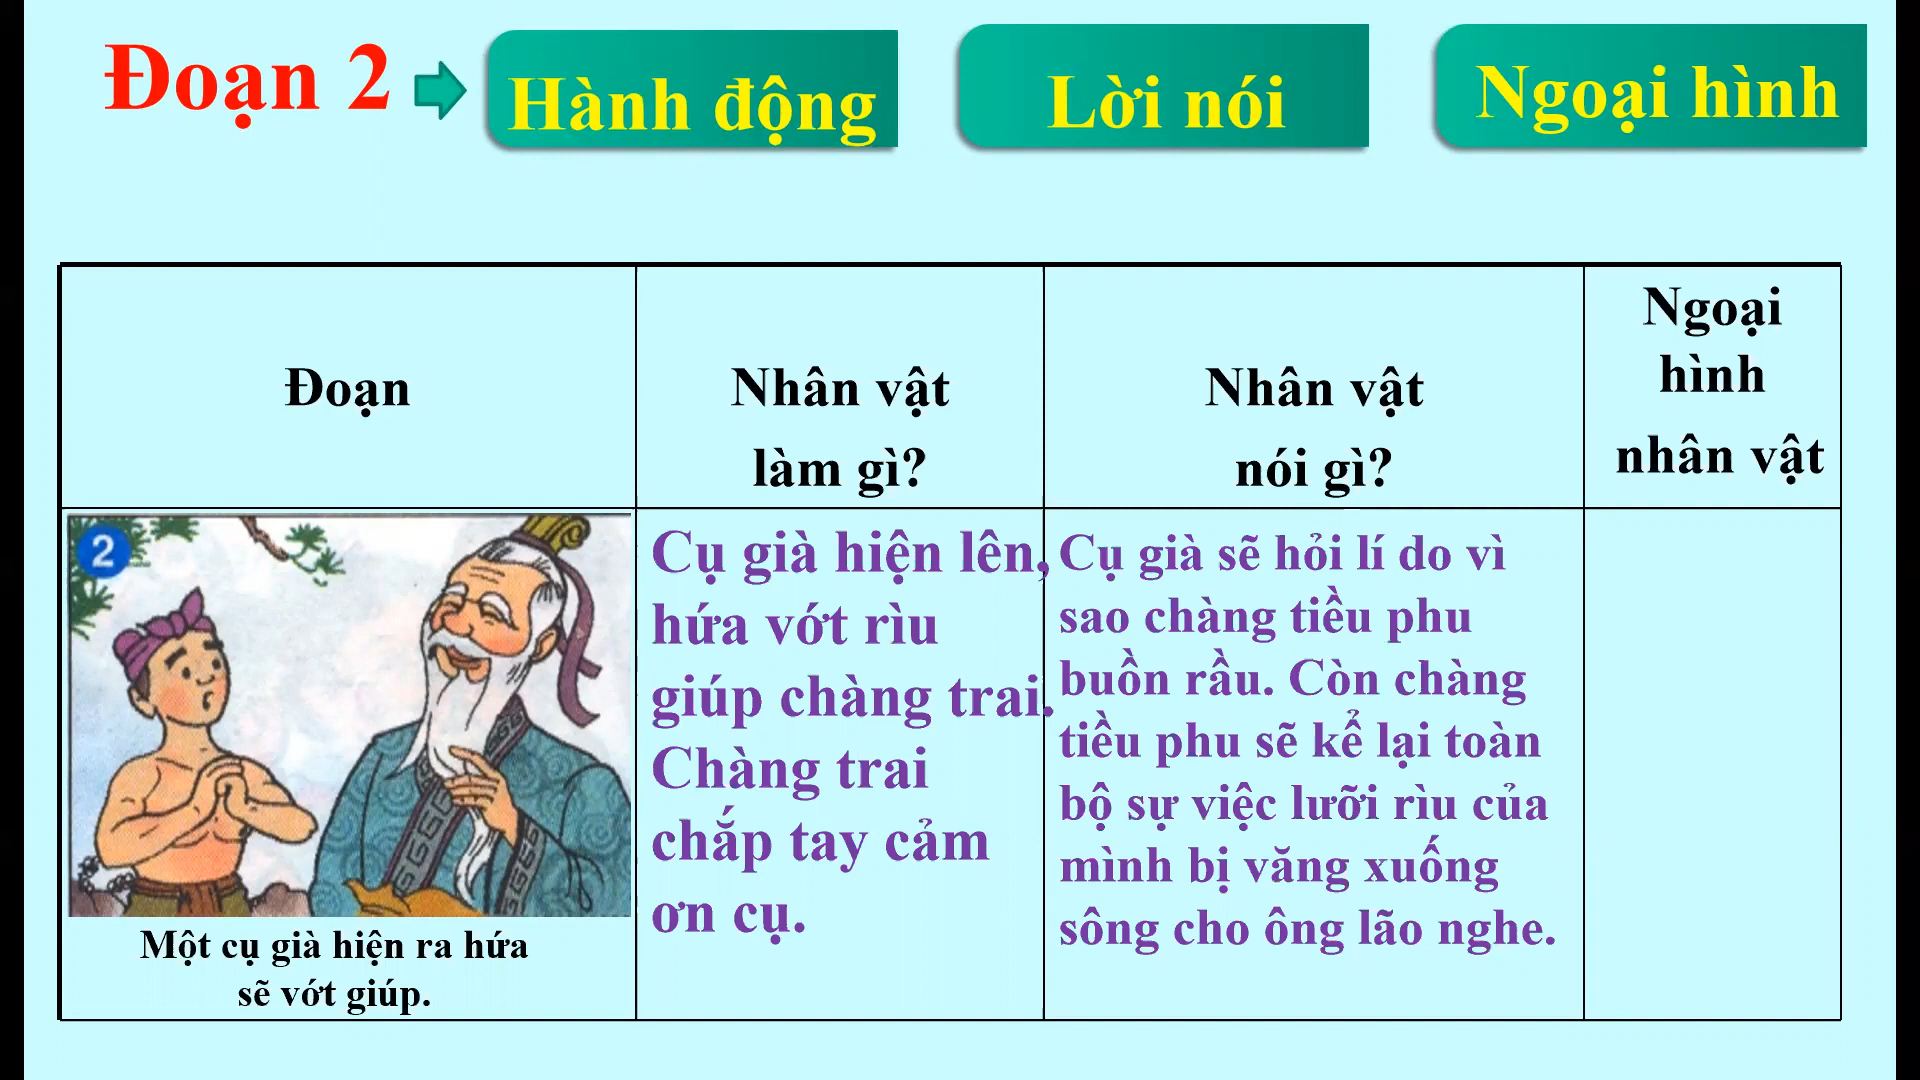 Đoạn 2
Hành động
Lời nói
Ngoại hình
Đoạn
Nhân vật
làm gì?
Nhân vật
nói gì?
Ngoại
hình
nhân vật
2
Một cụ già hiện ra hứa
sẽ vớt giúp.
Cụ già hiện lên,
hứa vớt rìu
giúp chàng trai.
Chàng trai
chắp tay cảm
ơn cụ.
Cụ già sẽ hỏi lí do vì
sao chàng tiều phu
buồn rầu. Còn chàng
tiều phu sẽ kể lại toàn
bộ sự việc lưỡi rìu của
mình bị văng xuống
sông cho ông lão nghe.